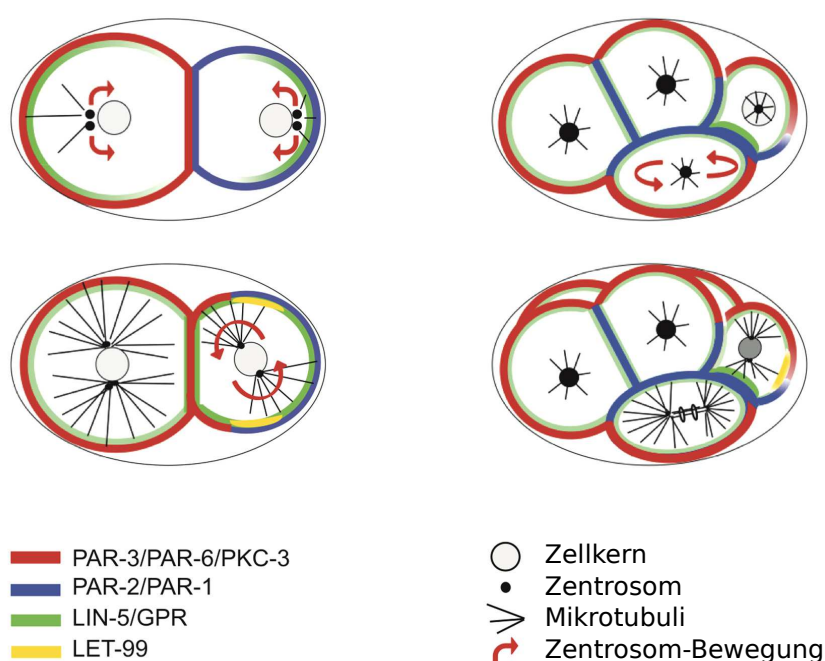 PAR-3/PAR-6/PKC-3
PAR-2/PAR-1
LIN-5/GPR
LET-99
Zellkern
Zentrosom
Mikrotubuli
Zentrosom-Bewegung